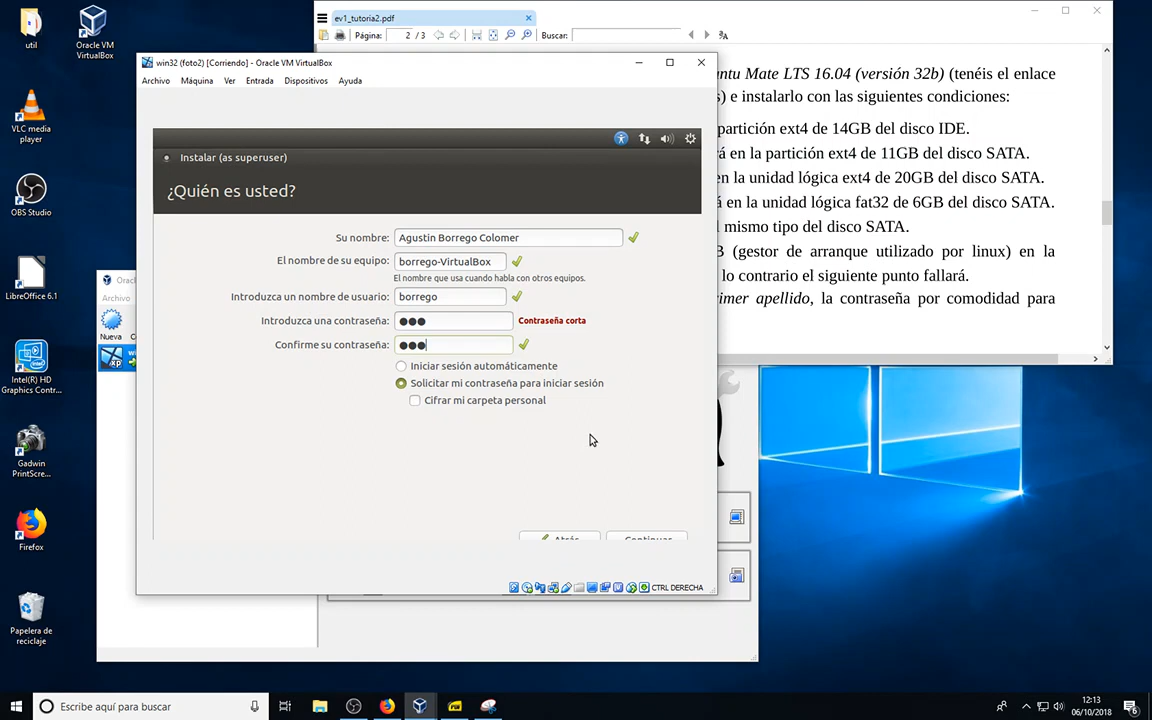 util
Oracle VM
VirtualBox
VLC media
player
OBS Studio
LibreOffice 6.1
Intel(R) HD
Graphics Contr...
Gadwin
PrintScre...
Firefox
Papelera de
reciclaje
ev1_tutoria2.pdf
Página: 2 / 3 Buscar:
ntu Mate LTS 16.04 (versión 32b) (tenéis el enlace
s) e instalarlo con las siguientes condiciones:
partición ext4 de 14GB del disco IDE.
rá en la partición ext4 de 11GB del disco SATA.
en la unidad lógica ext4 de 20GB del disco SATA.
á en la unidad lógica fat32 de 6GB del disco SATA.
l mismo tipo del disco SATA.
B (gestor de arranque utilizado por linux) en la
lo contrario el siguiente punto fallará.
rimer apellido, la contraseña por comodidad para
win32 (foto2) [Corriendo] - Oracle VM VirtualBox
Archivo Máquina Ver Entrada Dispositivos Ayuda
Instalar (as superuser)
¿Quién es usted?
Su nombre: Agustin Borrego Colomer
El nombre de su equipo: borrego-VirtualBox
El nombre que usa cuando habla con otros equipos.
Introduzca un nombre de usuario: borrego
Introduzca una contraseña: ●●● Contraseña corta
Confirme su contraseña: ●●●
Iniciar sesión automáticamente
Solicitar mi contraseña para iniciar sesión
Cifrar mi carpeta personal
Atrás Continuar
CTRL DERECHA
Orac
Archivo
Nueva
Escribe aquí para buscar
12:13
06/10/2018
6